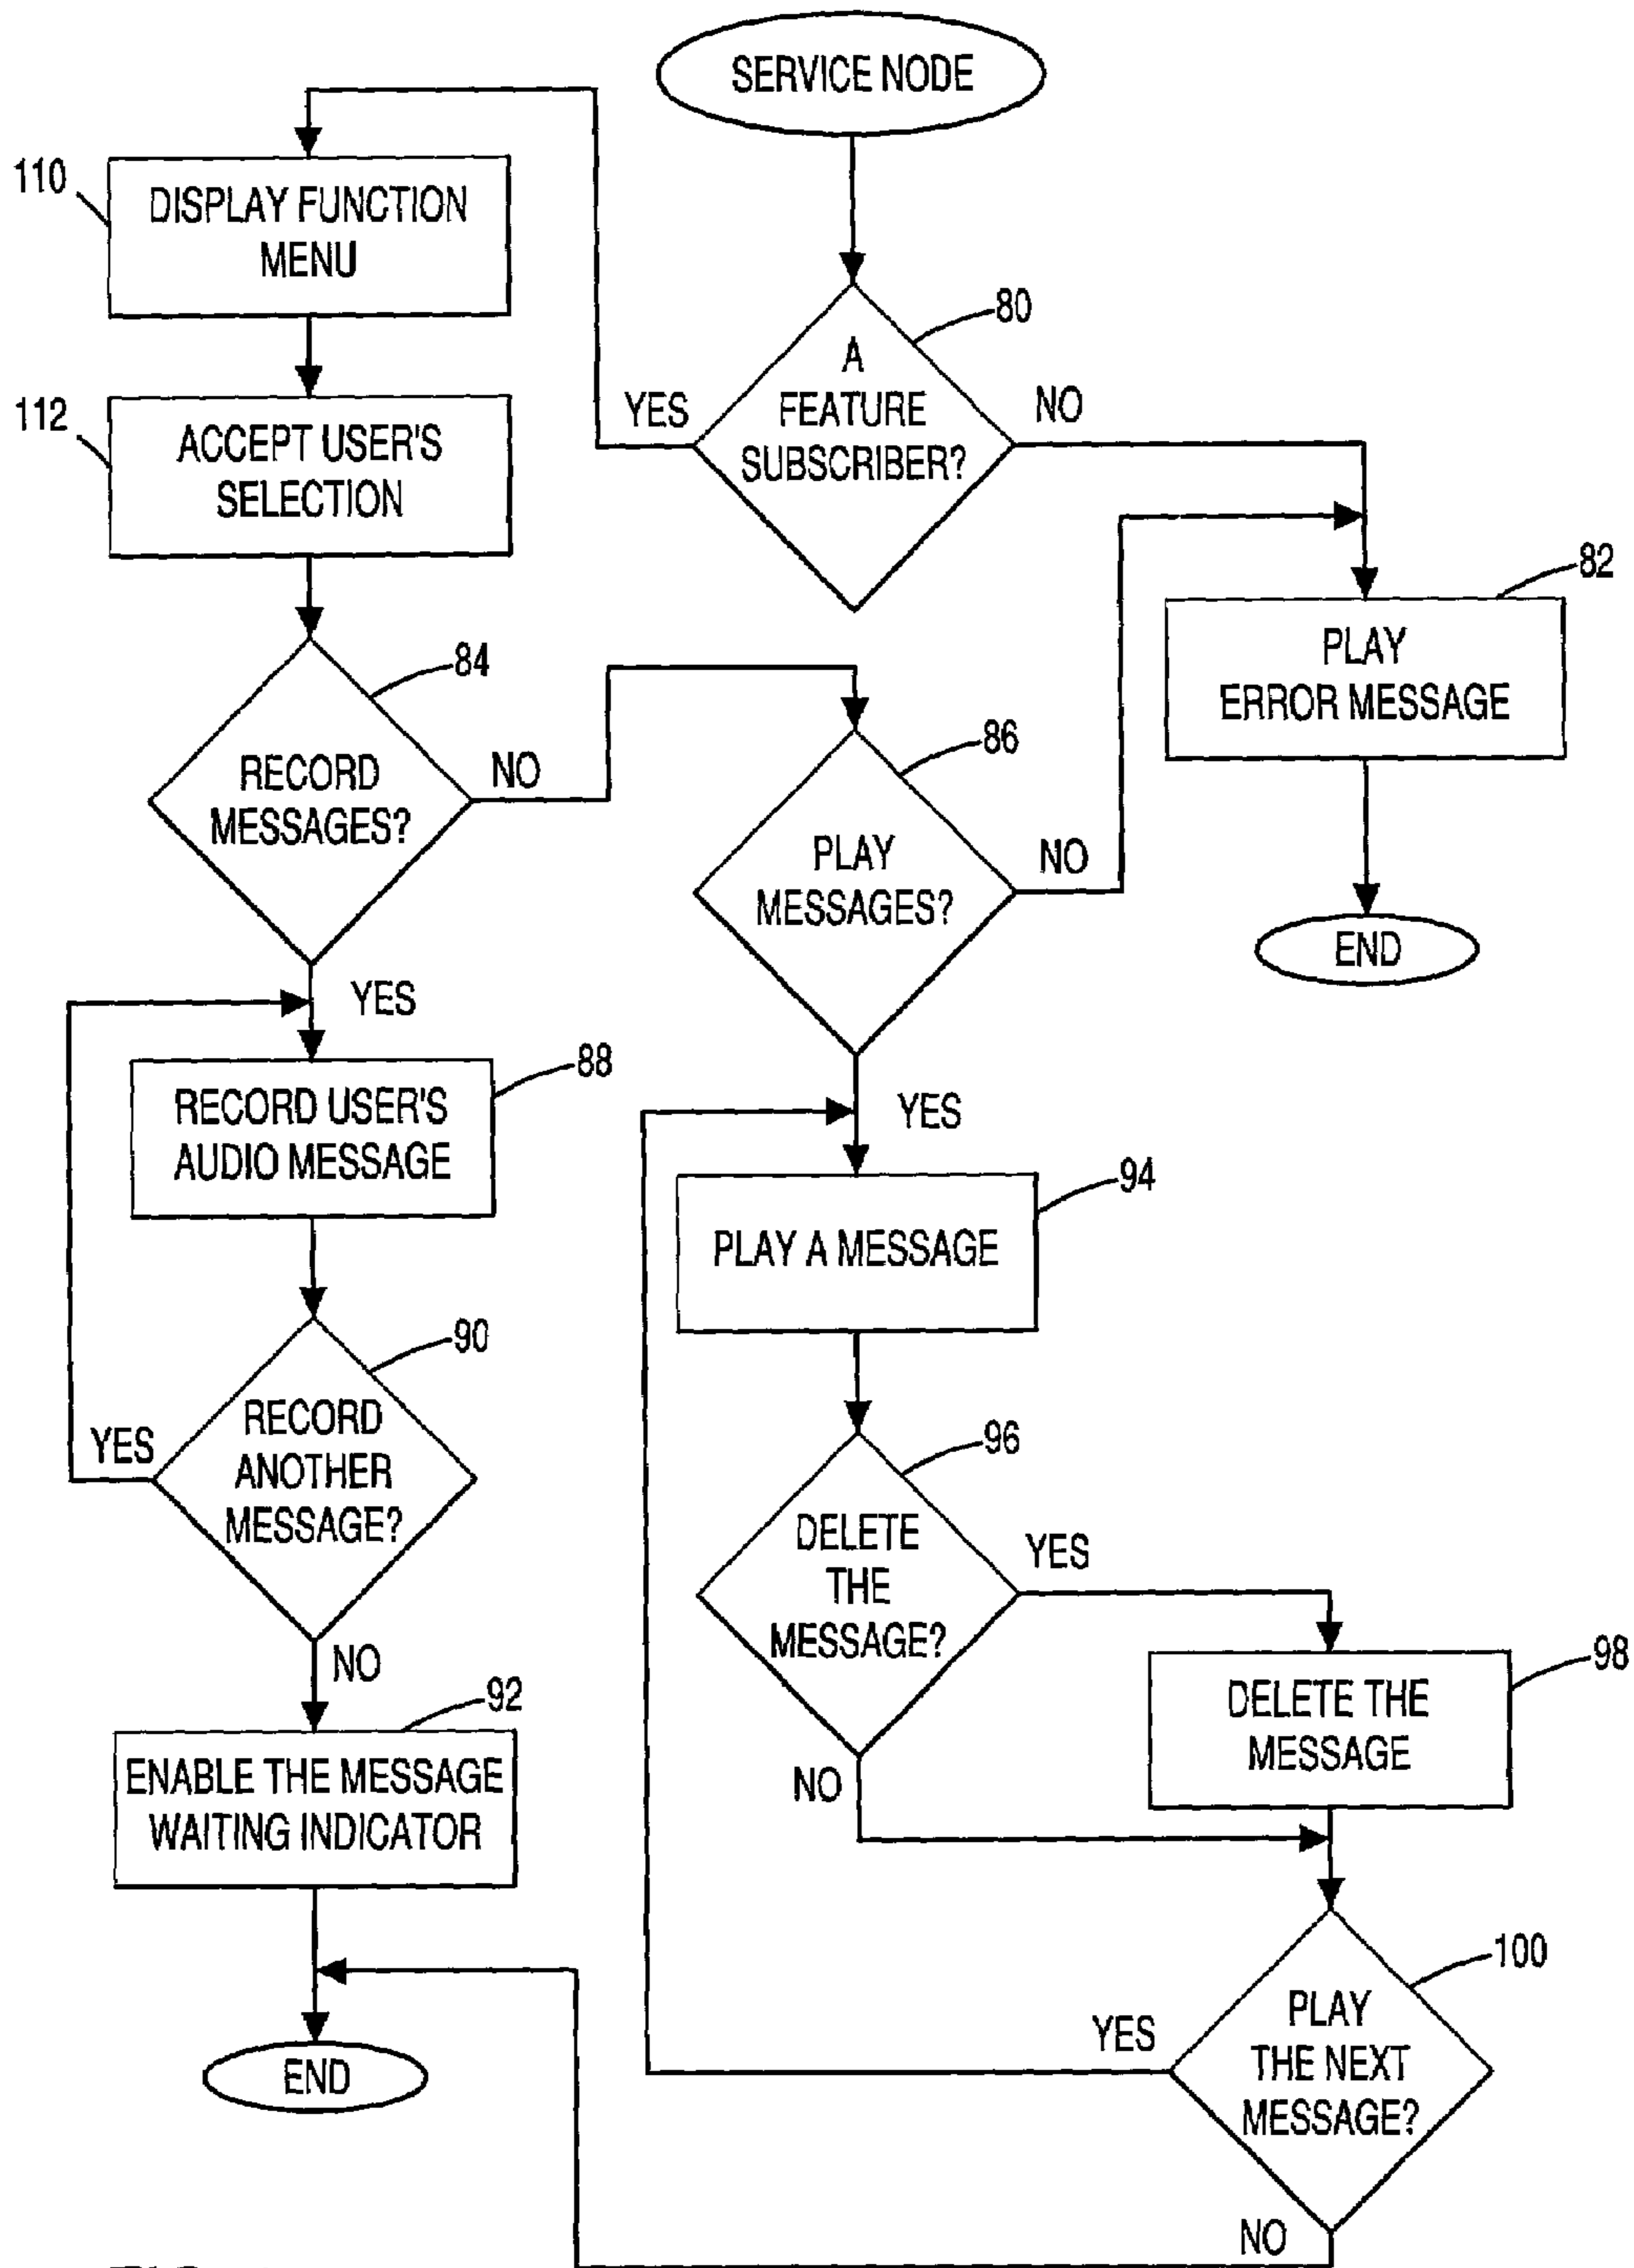 SERVICE NODE
110
DISPLAY FUNCTION
MENU
80
A
FEATURE
SUBSCRIBER?
YES
NO
112
ACCEPT USER'S
SELECTION
82
PLAY
ERROR MESSAGE
84
RECORD
MESSAGES?
NO
YES
86
PLAY
MESSAGES?
NO
YES
END
88
RECORD USER'S
AUDIO MESSAGE
94
PLAY A MESSAGE
90
RECORD
ANOTHER
MESSAGE?
YES
NO
96
DELETE
THE
MESSAGE?
YES
NO
98
DELETE THE
MESSAGE
92
ENABLE THE MESSAGE
WAITING INDICATOR
100
PLAY
THE NEXT
MESSAGE?
YES
NO
END